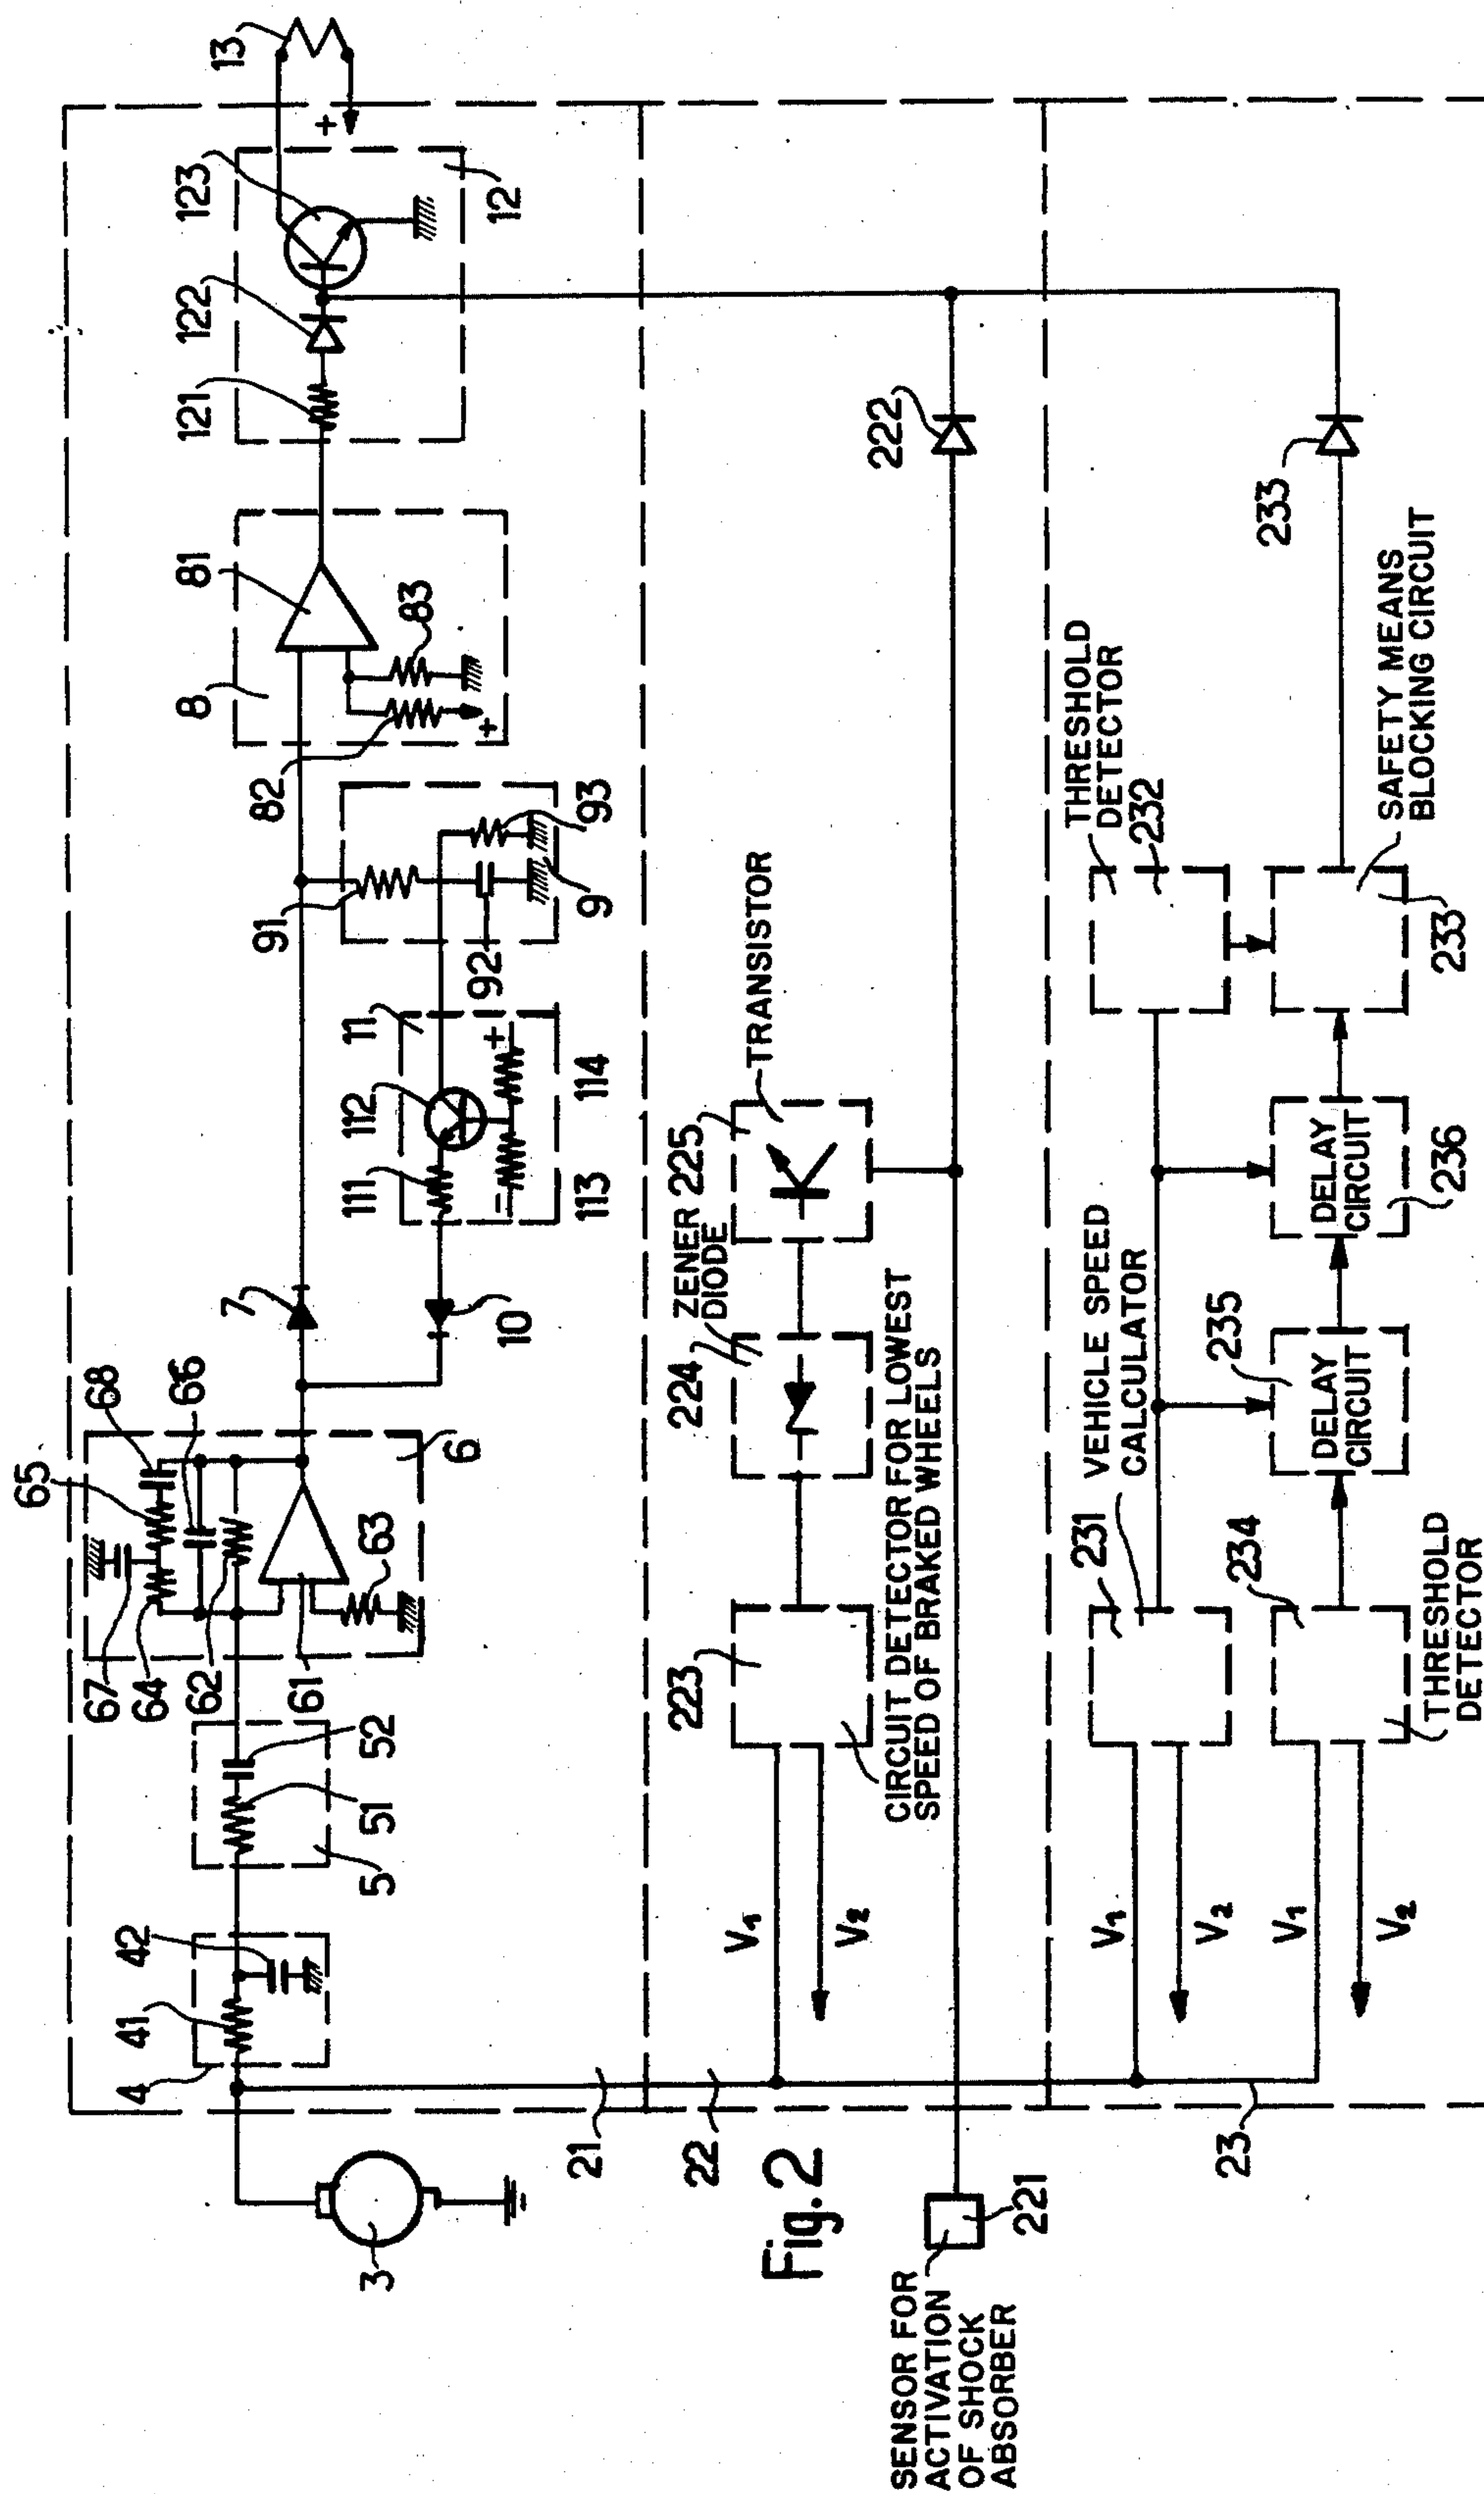 13
+
123
12
122
121
81
8
83
82
+
93
91
9
92
11
112
+
114
111
=
113
7
10
68
66
65
6
63
67
64
62
61
52
51
5
42
41
4
3
21
22
23
Fig.2
222
TRANSISTOR
225
ZENER
DIODE
224
223
CIRCUIT DETECTOR FOR LOWEST
SPEED OF BRAKED WHEELS
V1
V2
221
SENSOR FOR
ACTIVATION
OF SHOCK
ABSORBER
233
SAFETY MEANS
BLOCKING CIRCUIT
THRESHOLD
DETECTOR
232
233
DELAY
CIRCUIT
236
VEHICLE SPEED
CALCULATOR
235
DELAY
CIRCUIT
231
234
THRESHOLD
DETECTOR
V1
V2
V1
V2